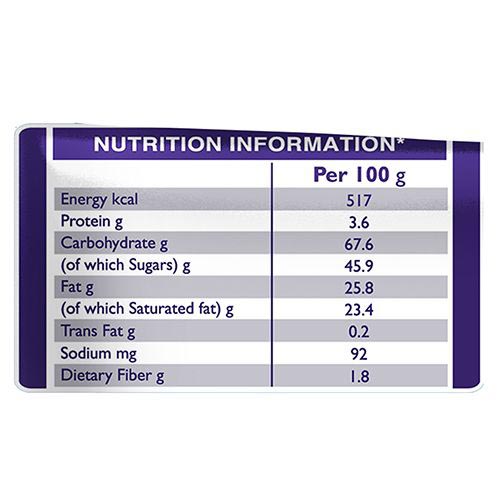 NUTRITION INFORMATION*
Per 100 g
Energy kcal 517
Protein g 3.6
Carbohydrate g 67.6
(of which Sugars) g 45.9
Fat g 25.8
(of which Saturated fat) g 23.4
Trans Fat g 0.2
Sodium mg 92
Dietary Fiber g 1.8